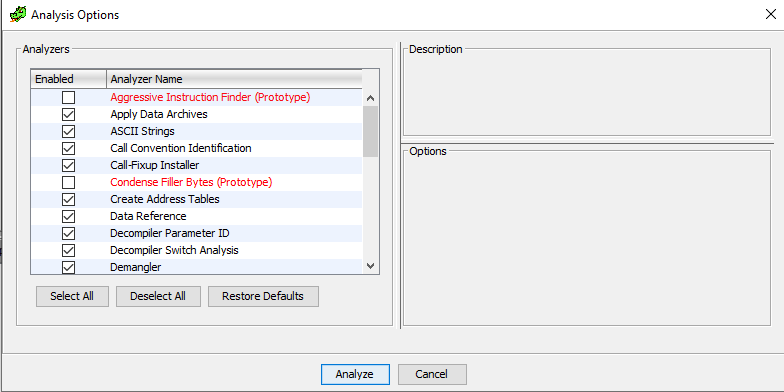 Analysis Options
Analyzers
Enabled Analyzer Name
Aggressive Instruction Finder (Prototype)
Apply Data Archives
ASCII Strings
Call Convention Identification
Call-Fixup Installer
Condense Filler Bytes (Prototype)
Create Address Tables
Data Reference
Decompiler Parameter ID
Decompiler Switch Analysis
Demangler
Select All Deselect All Restore Defaults
Description
Options
Analyze Cancel